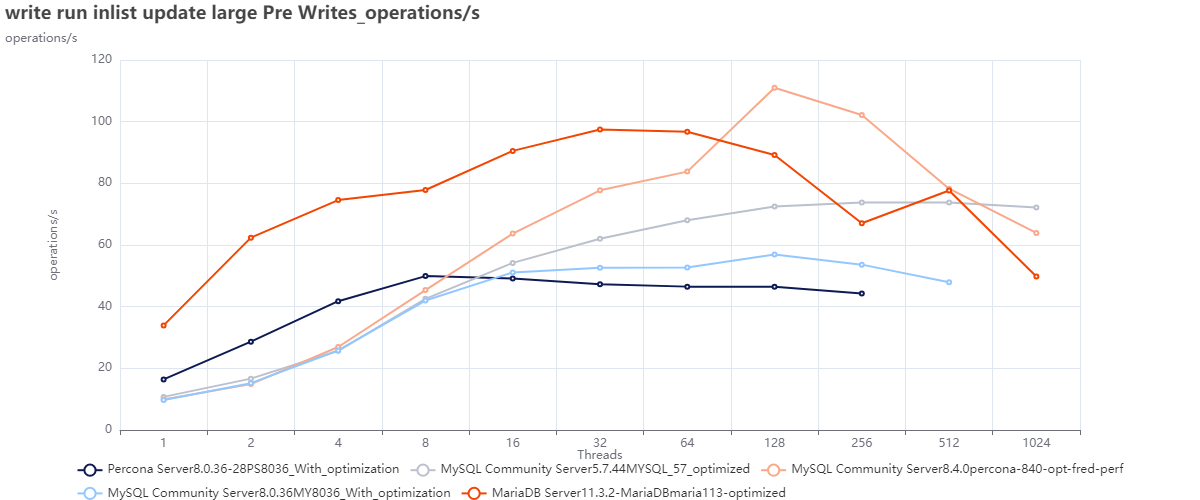 write run inlist update large Pre Writes_operations/s
operations/s
120
100
80
60
40
20
0
operations/s
1 2 4 8 16 32 64 128 256 512 1024
Threads
Percona Server8.0.36-28PS8036_With_optimization MySQL Community Server5.7.44MYSQL_57_optimized MySQL Community Server8.4.0percona-840-opt-fred-perf
MySQL Community Server8.0.36MY8036_With_optimization MariaDB Server11.3.2-MariaDBmaria113-optimized